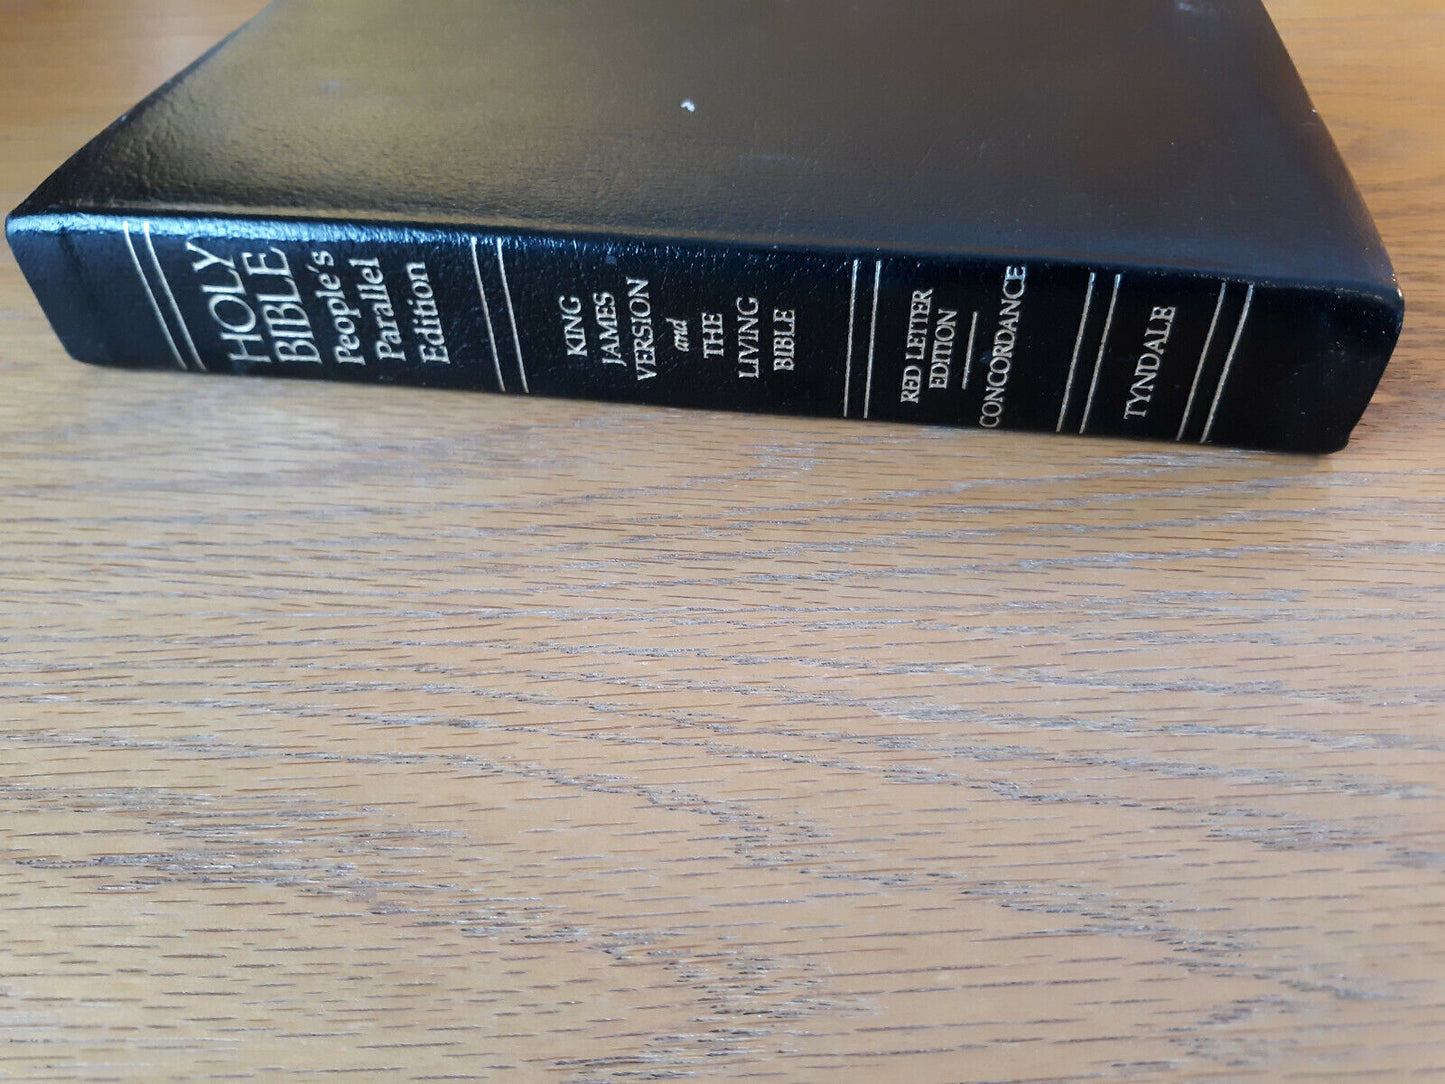 HOLY
BIBLE
People's
Parallel
Edition
KING
JAMES
VERSION
and
THE
LIVING
BIBLE
RED LETTER
EDITION
CONCORDANCE
TYNDALE